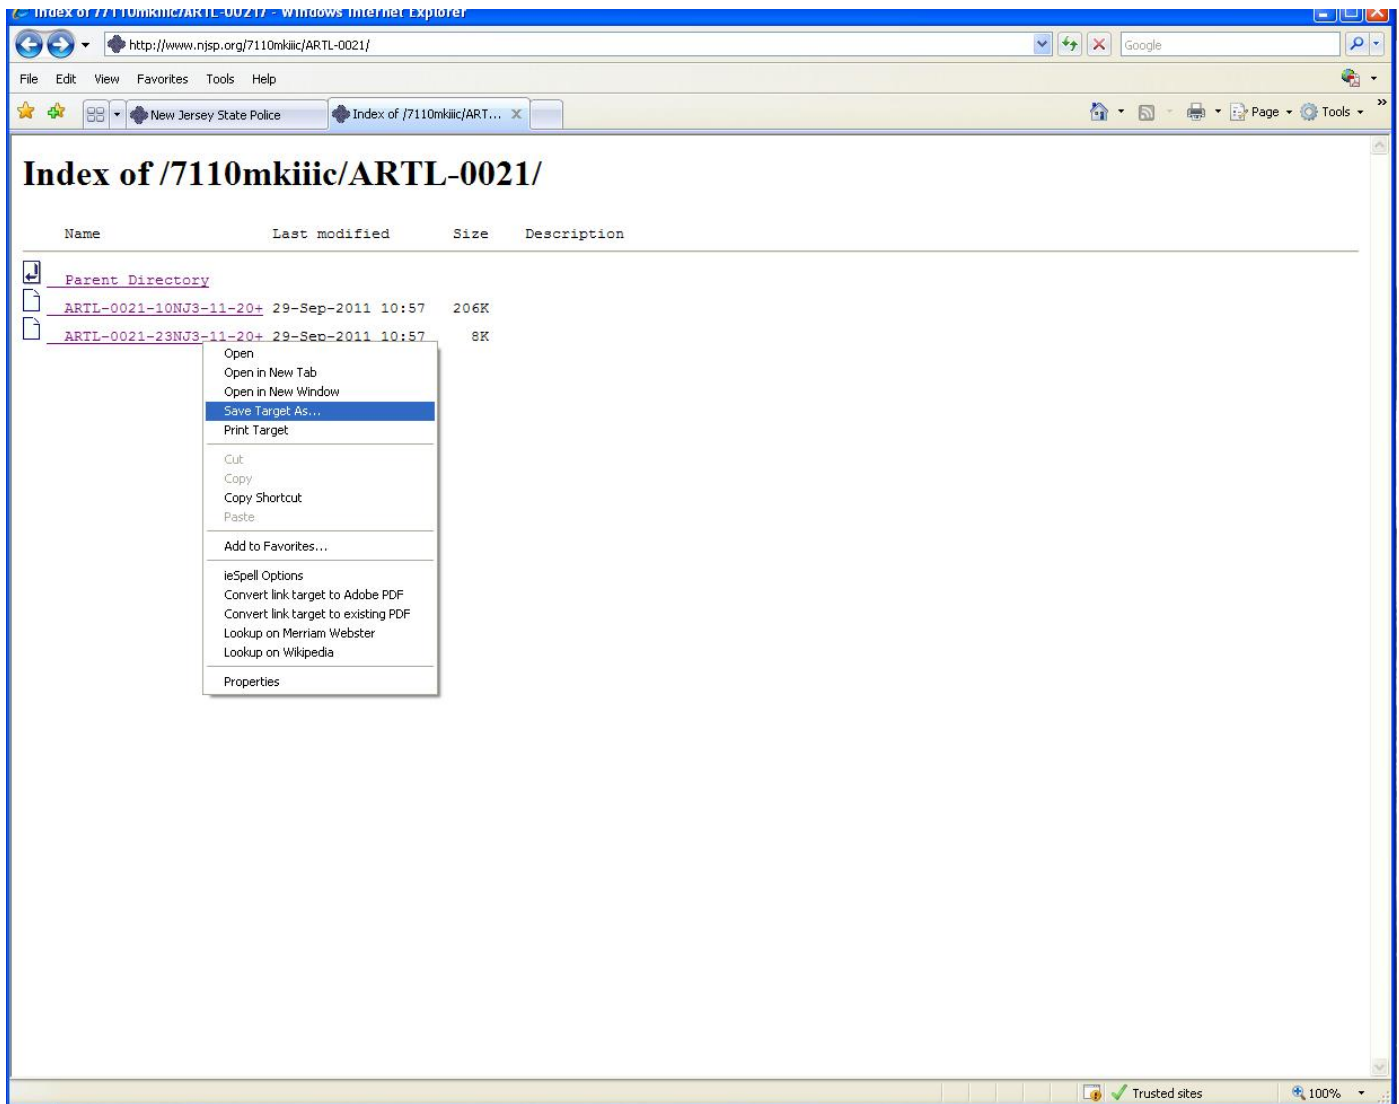 Index of /7110mkiiic/ARTL-0021/ - Windows Internet Explorer
http://www.njsp.org/7110mkiiic/ARTL-0021/
Google
File Edit View Favorites Tools Help
New Jersey State Police
Index of /7110mkiiic/ART...
Page
Tools
Index of /7110mkiiic/ARTL-0021/
Name Last modified Size Description
Parent Directory
ARTL-0021-10NJ3-11-20+ 29-Sep-2011 10:57 206K
ARTL-0021-23NJ3-11-20+ 29-Sep-2011 10:57 8K
Open
Open in New Tab
Open in New Window
Save Target As...
Print Target
Cut
Copy
Copy Shortcut
Paste
Add to Favorites...
ieSpell Options
Convert link target to Adobe PDF
Convert link target to existing PDF
Lookup on Merriam Webster
Lookup on Wikipedia
Properties
Trusted sites
100%